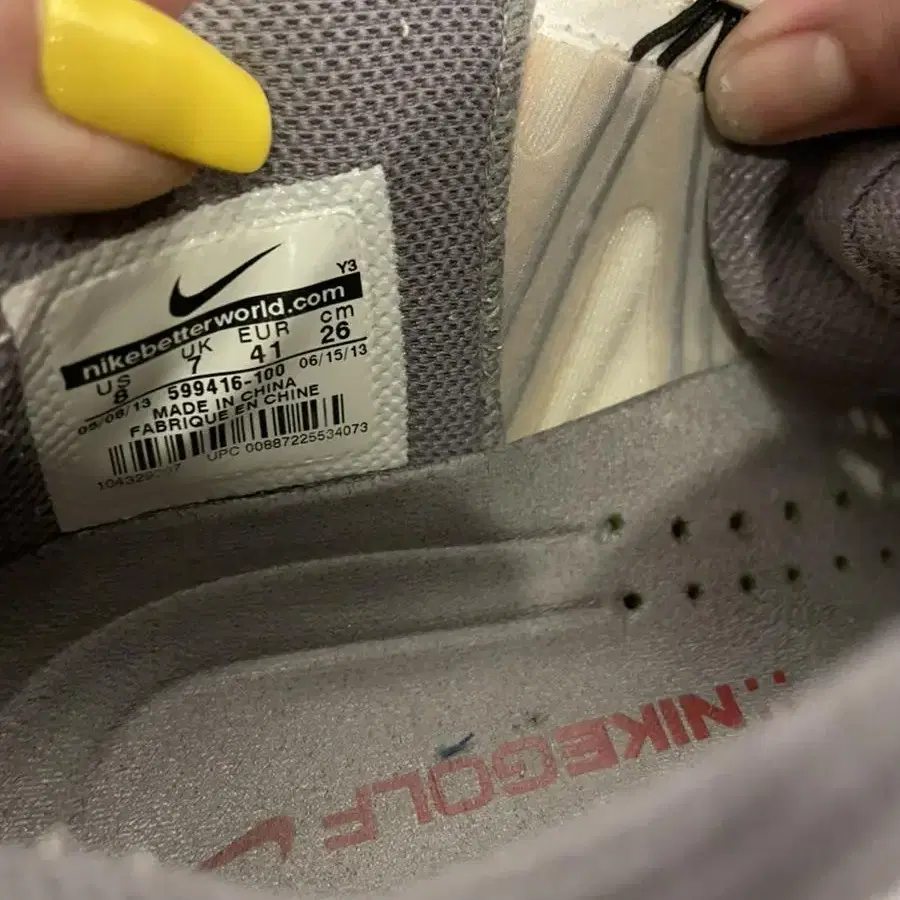 Y3
nikebetterworld.com
US UK EUR cm
8 7 41 26
05/08/13 599416-100 06/15/13
MADE IN CHINA
FABRIQUE EN CHINE
UPC 00887225534073
NIKEGOLF